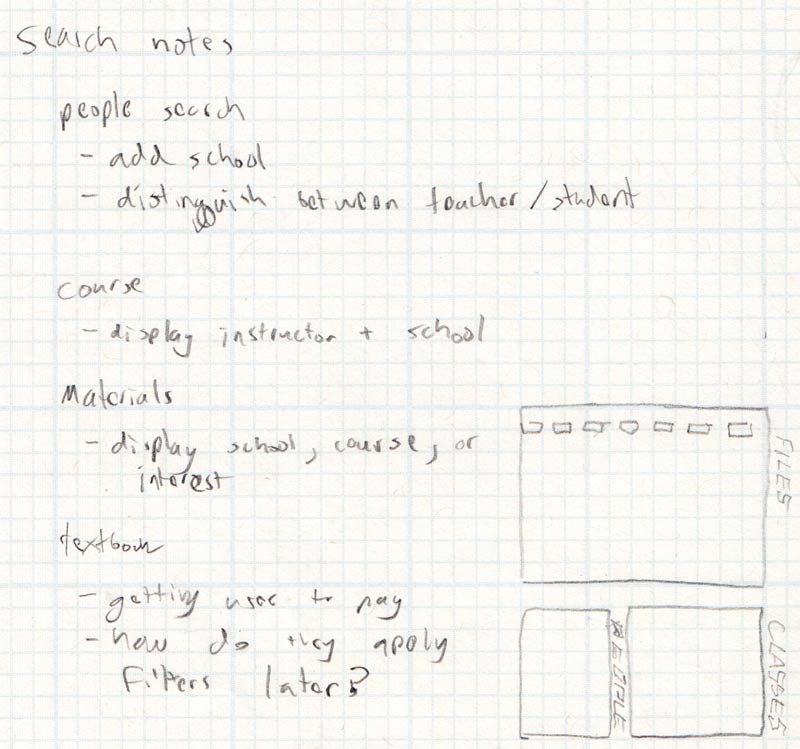 Search notes
people search
- add school
- distinguish between teacher/student
course
- display instructor + school
Materials
- display school, course, or
interest
textbook
- getting user to pay
- how do they apply
filters later?
FILES
PEOPLE
CLASSES